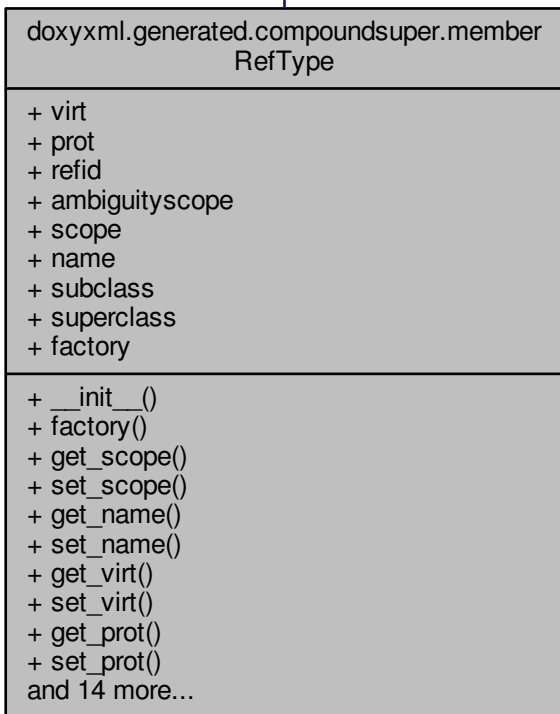 doxyxml.generated.compoundsuper.member
RefType
+ virt
+ prot
+ refid
+ ambiguityscope
+ scope
+ name
+ subclass
+ superclass
+ factory
+ __init__()
+ factory()
+ get_scope()
+ set_scope()
+ get_name()
+ set_name()
+ get_virt()
+ set_virt()
+ get_prot()
+ set_prot()
and 14 more...